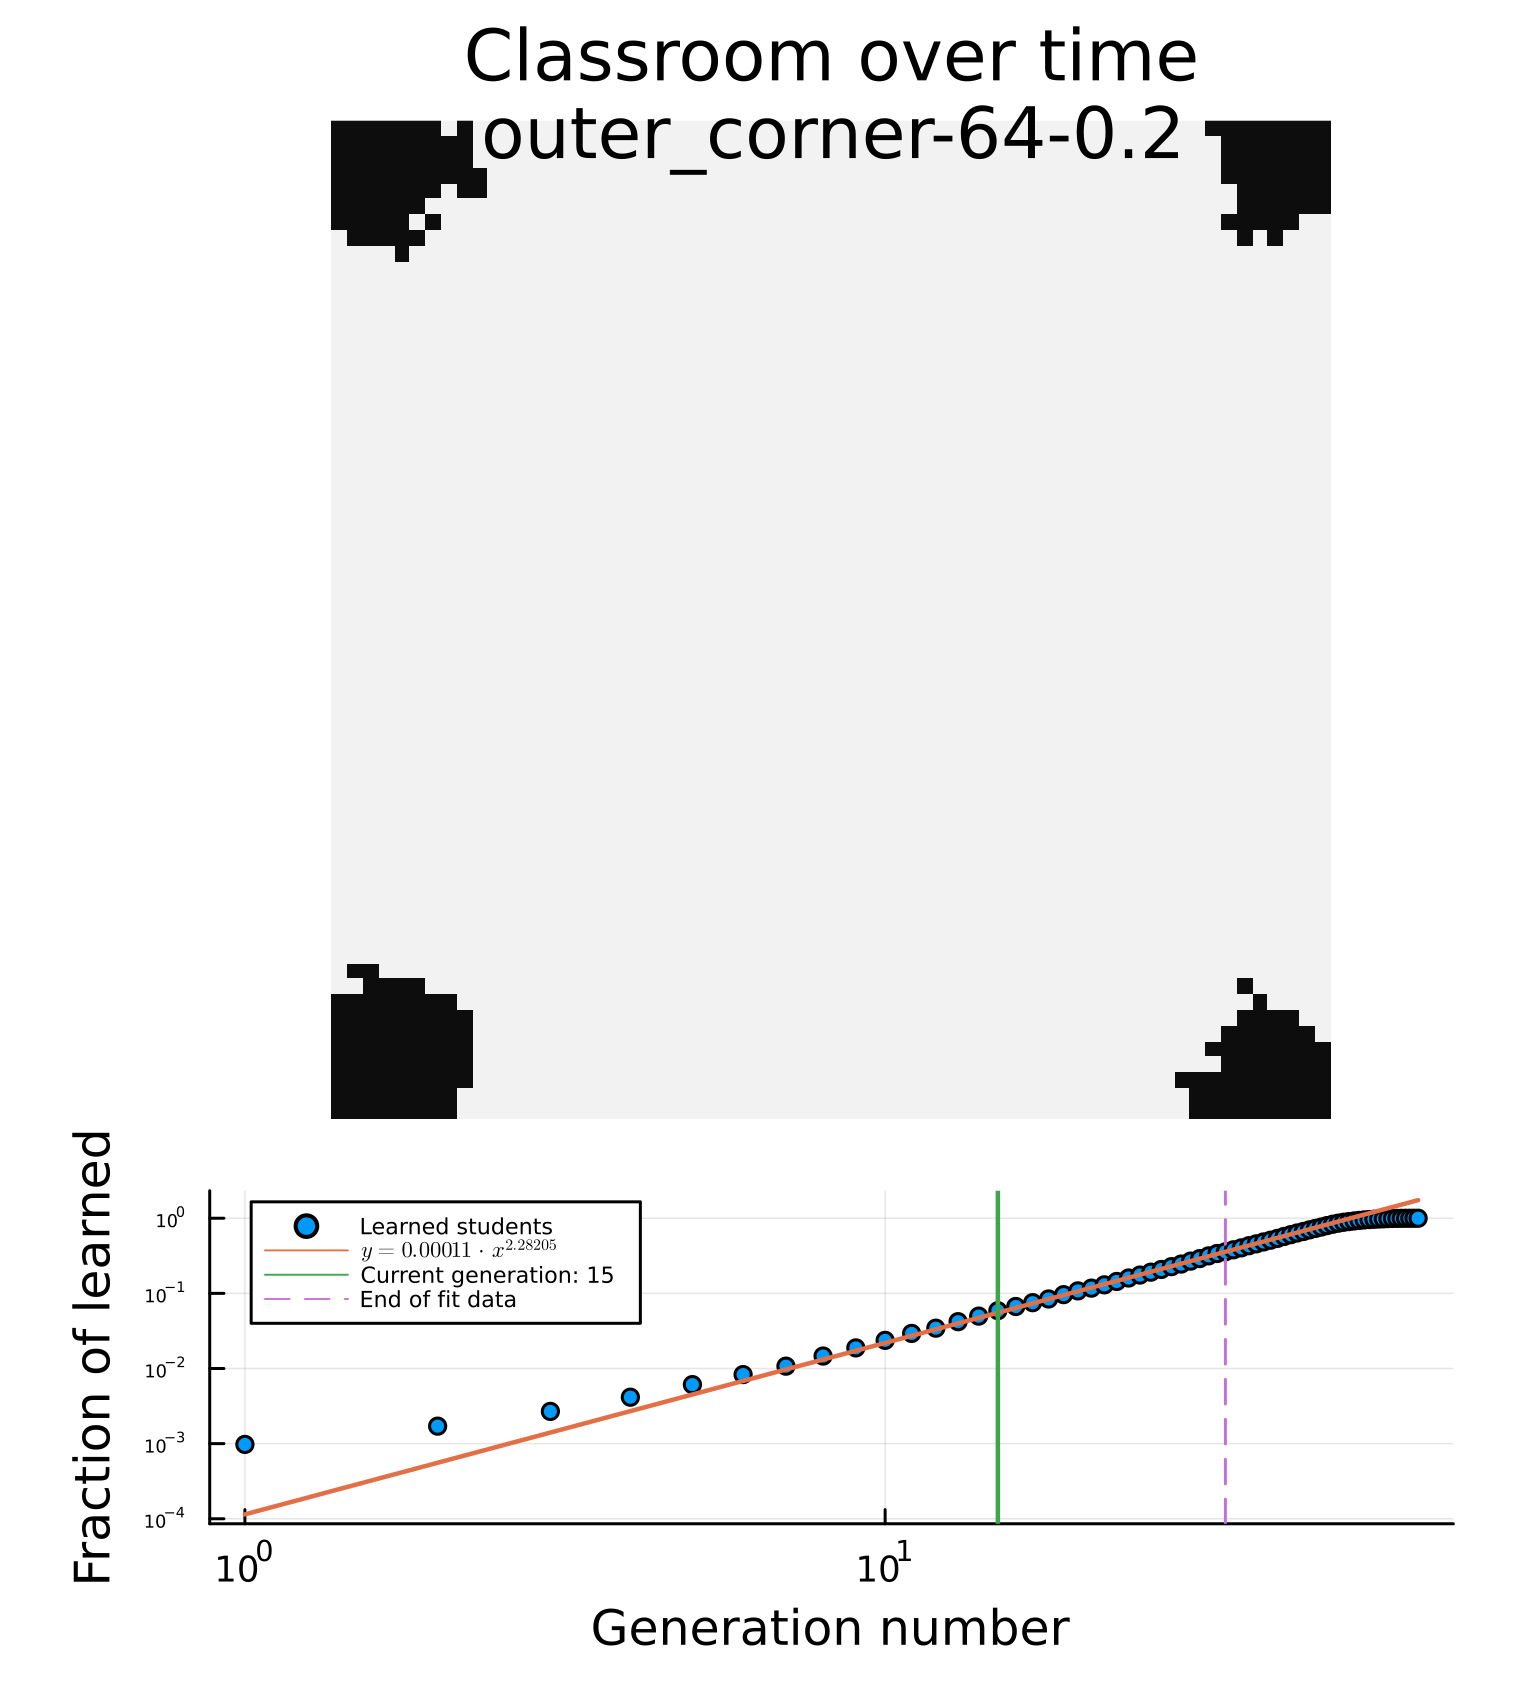 Classroom over time
outer_corner-64-0.2
Fraction of learned
10^0
10^-1
10^-2
10^-3
10^-4
Learned students
y = 0.00011 · x^2.28205
Current generation: 15
End of fit data
10^0
10^1
Generation number